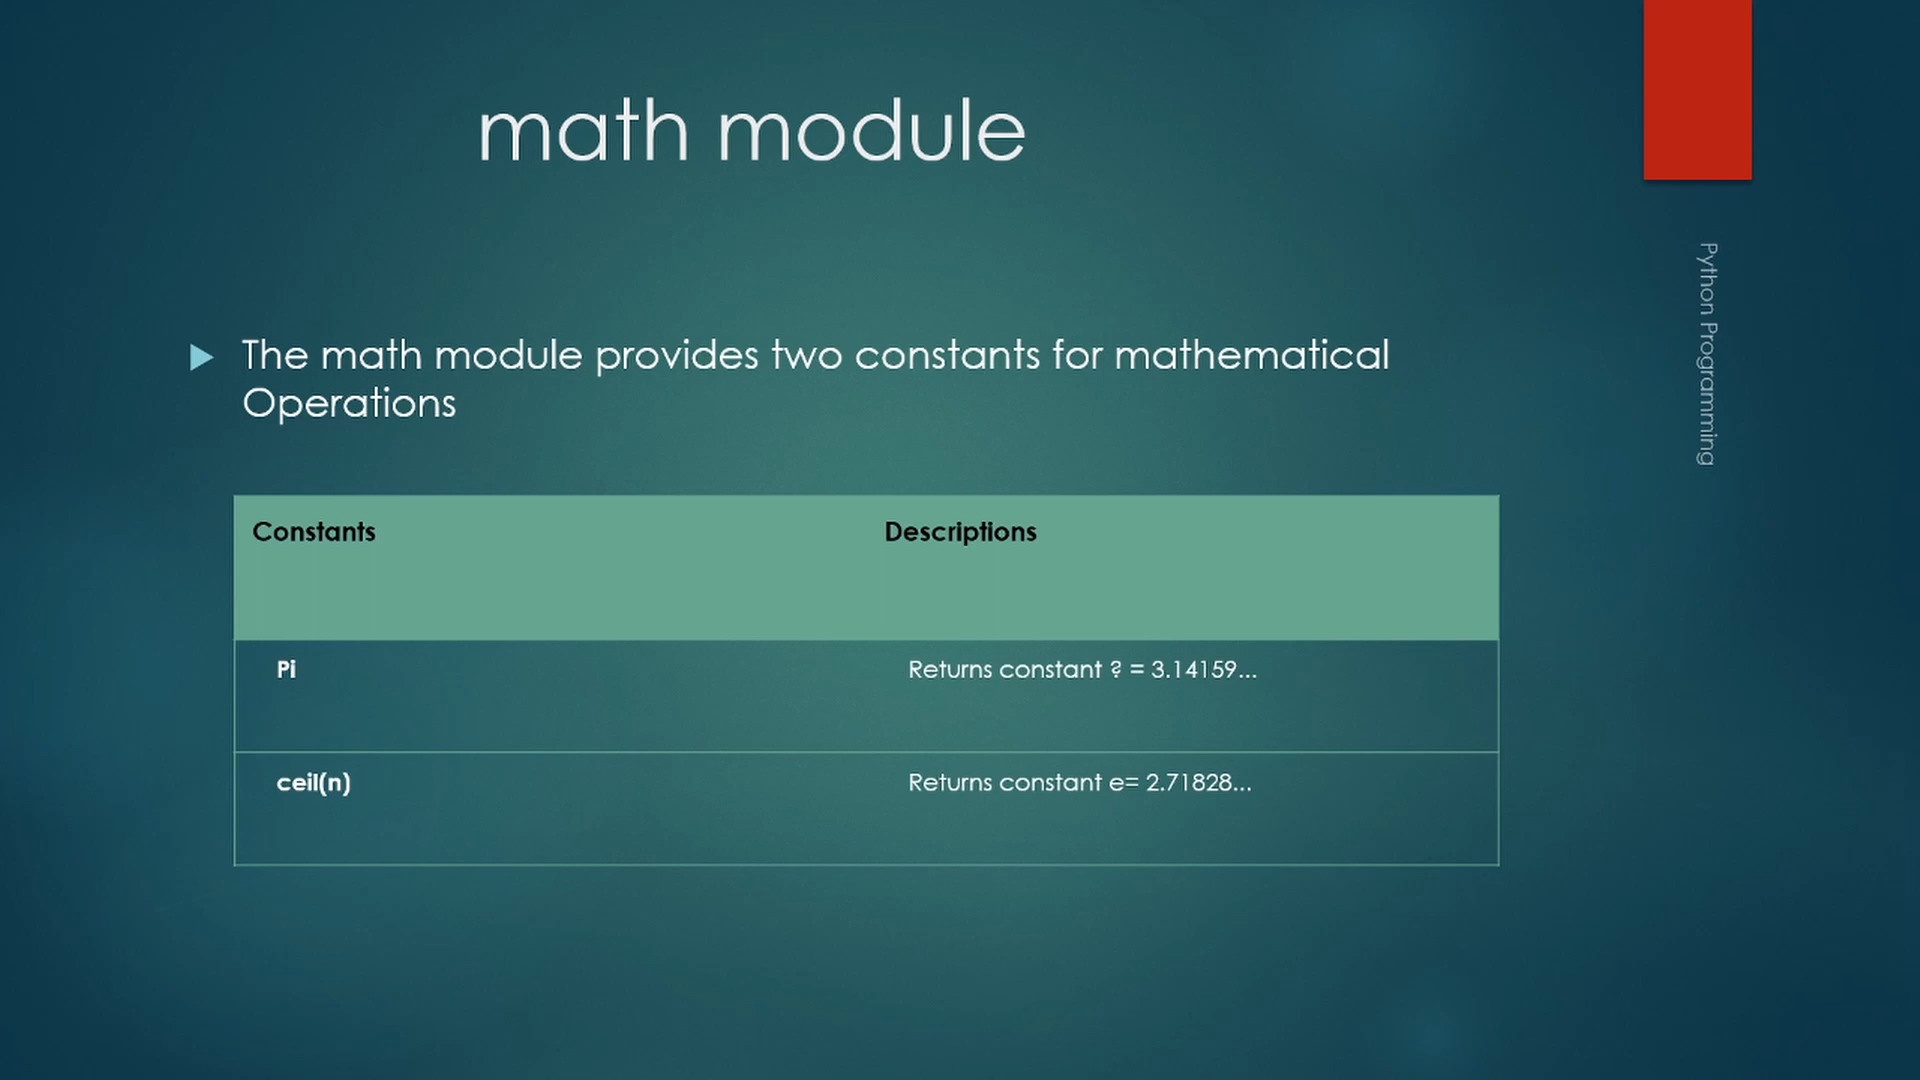 math module
The math module provides two constants for mathematical
Operations
Constants Descriptions
Pi Returns constant ? = 3.14159...
ceil(n) Returns constant e= 2.71828...
Python Programming